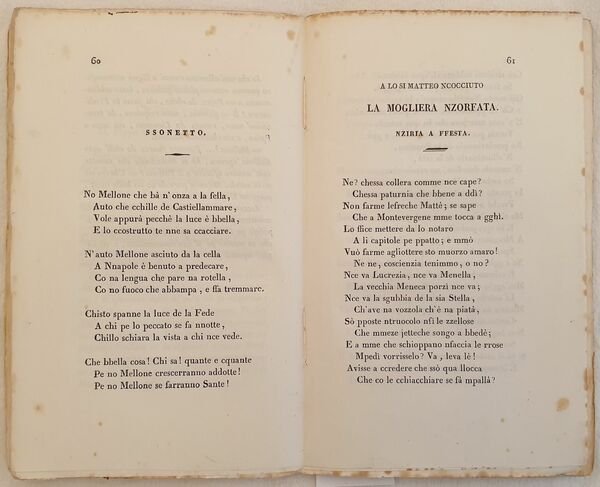 60
SSONETTO.
No Mellone che bà n' onza a la fella,
Auto che cchille de Castiellammare,
Vole appurà pecchè la luce è bbella,
E lo ccostrutto te nne sa ccacciare.
N'auto Mellone asciuto da la cella
A Nnapole è benuto a predecare,
Co na lengua che pare na rotella,
Co no fuoco che abbampa, e ffa tremmare.
Chisto spanne la luce de la Fede
A chi pe lo peccato se fa nnotte,
Chillo schiara la vista a chi nce vede.
Che bbella cosa! Chi sa! quante e cquante
Pe no Mellone crescerranno addotte!
Pe no Mellone se farranno Sante!
61
A LO SI MATTEO NCOCCIUTO
LA MOGLIERA NZORFATA.
NZIRIA A FFESTA.
Ne? chessa collera comme nce cape?
Chessa paturnia che bbene a ddì?
Non farme lefreche Mattè; se sape
Che a Montevergene mme tocca a gghì.
Lo ffice mettere da lo notaro
A li capitole pe ppatto; e mmò
Vuò farme agliottere sto muorzo amaro!
Ne ne, coscienzia tenimmo, o no?
Nce va Lucrezia, nce va Menella,
La vecchia Meneca porzì nce va;
Nce va la sgubbia de la sia Stella,
Ch'ave na vozzola ch'è na piatà,
Sò pposte ntruocolo nfi le zzellose
Che mmeze jetteche songo a bbedè;
E a mme che schioppano nfaccia le rrose
Mpedì vorrisselo? Va, leva lè!
Avisse a ccredere che ssò qua llocca
Che co le cchiacchiare se fà mpallà?